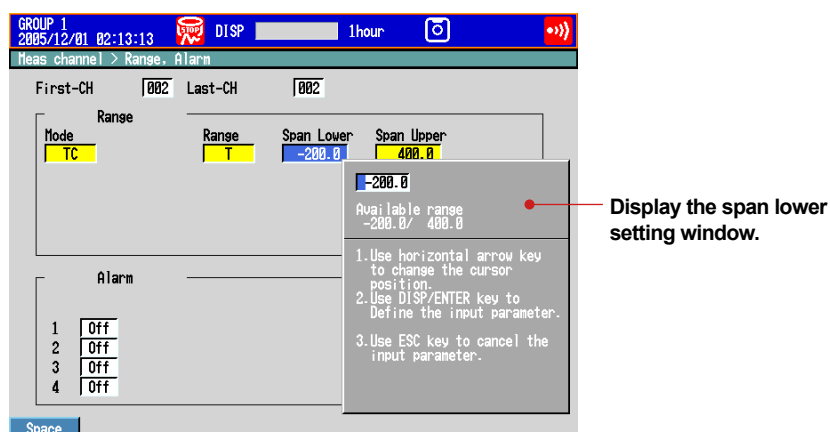 GROUP 1
2005/12/01 02:13:13
STOP
DISP
1hour
Meas channel > Range, Alarm
First-CH 002 Last-CH 002
Range
Mode Range Span Lower Span Upper
TC T -200.0 400.0
-200.0
Available range
-200.0/ 400.0
Display the span lower
setting window.
1.Use horizontal arrow key
to change the cursor
position.
2.Use DISP/ENTER key to
Define the input parameter.
3.Use ESC key to cancel the
input parameter.
Alarm
1 Off
2 Off
3 Off
4 Off
Space